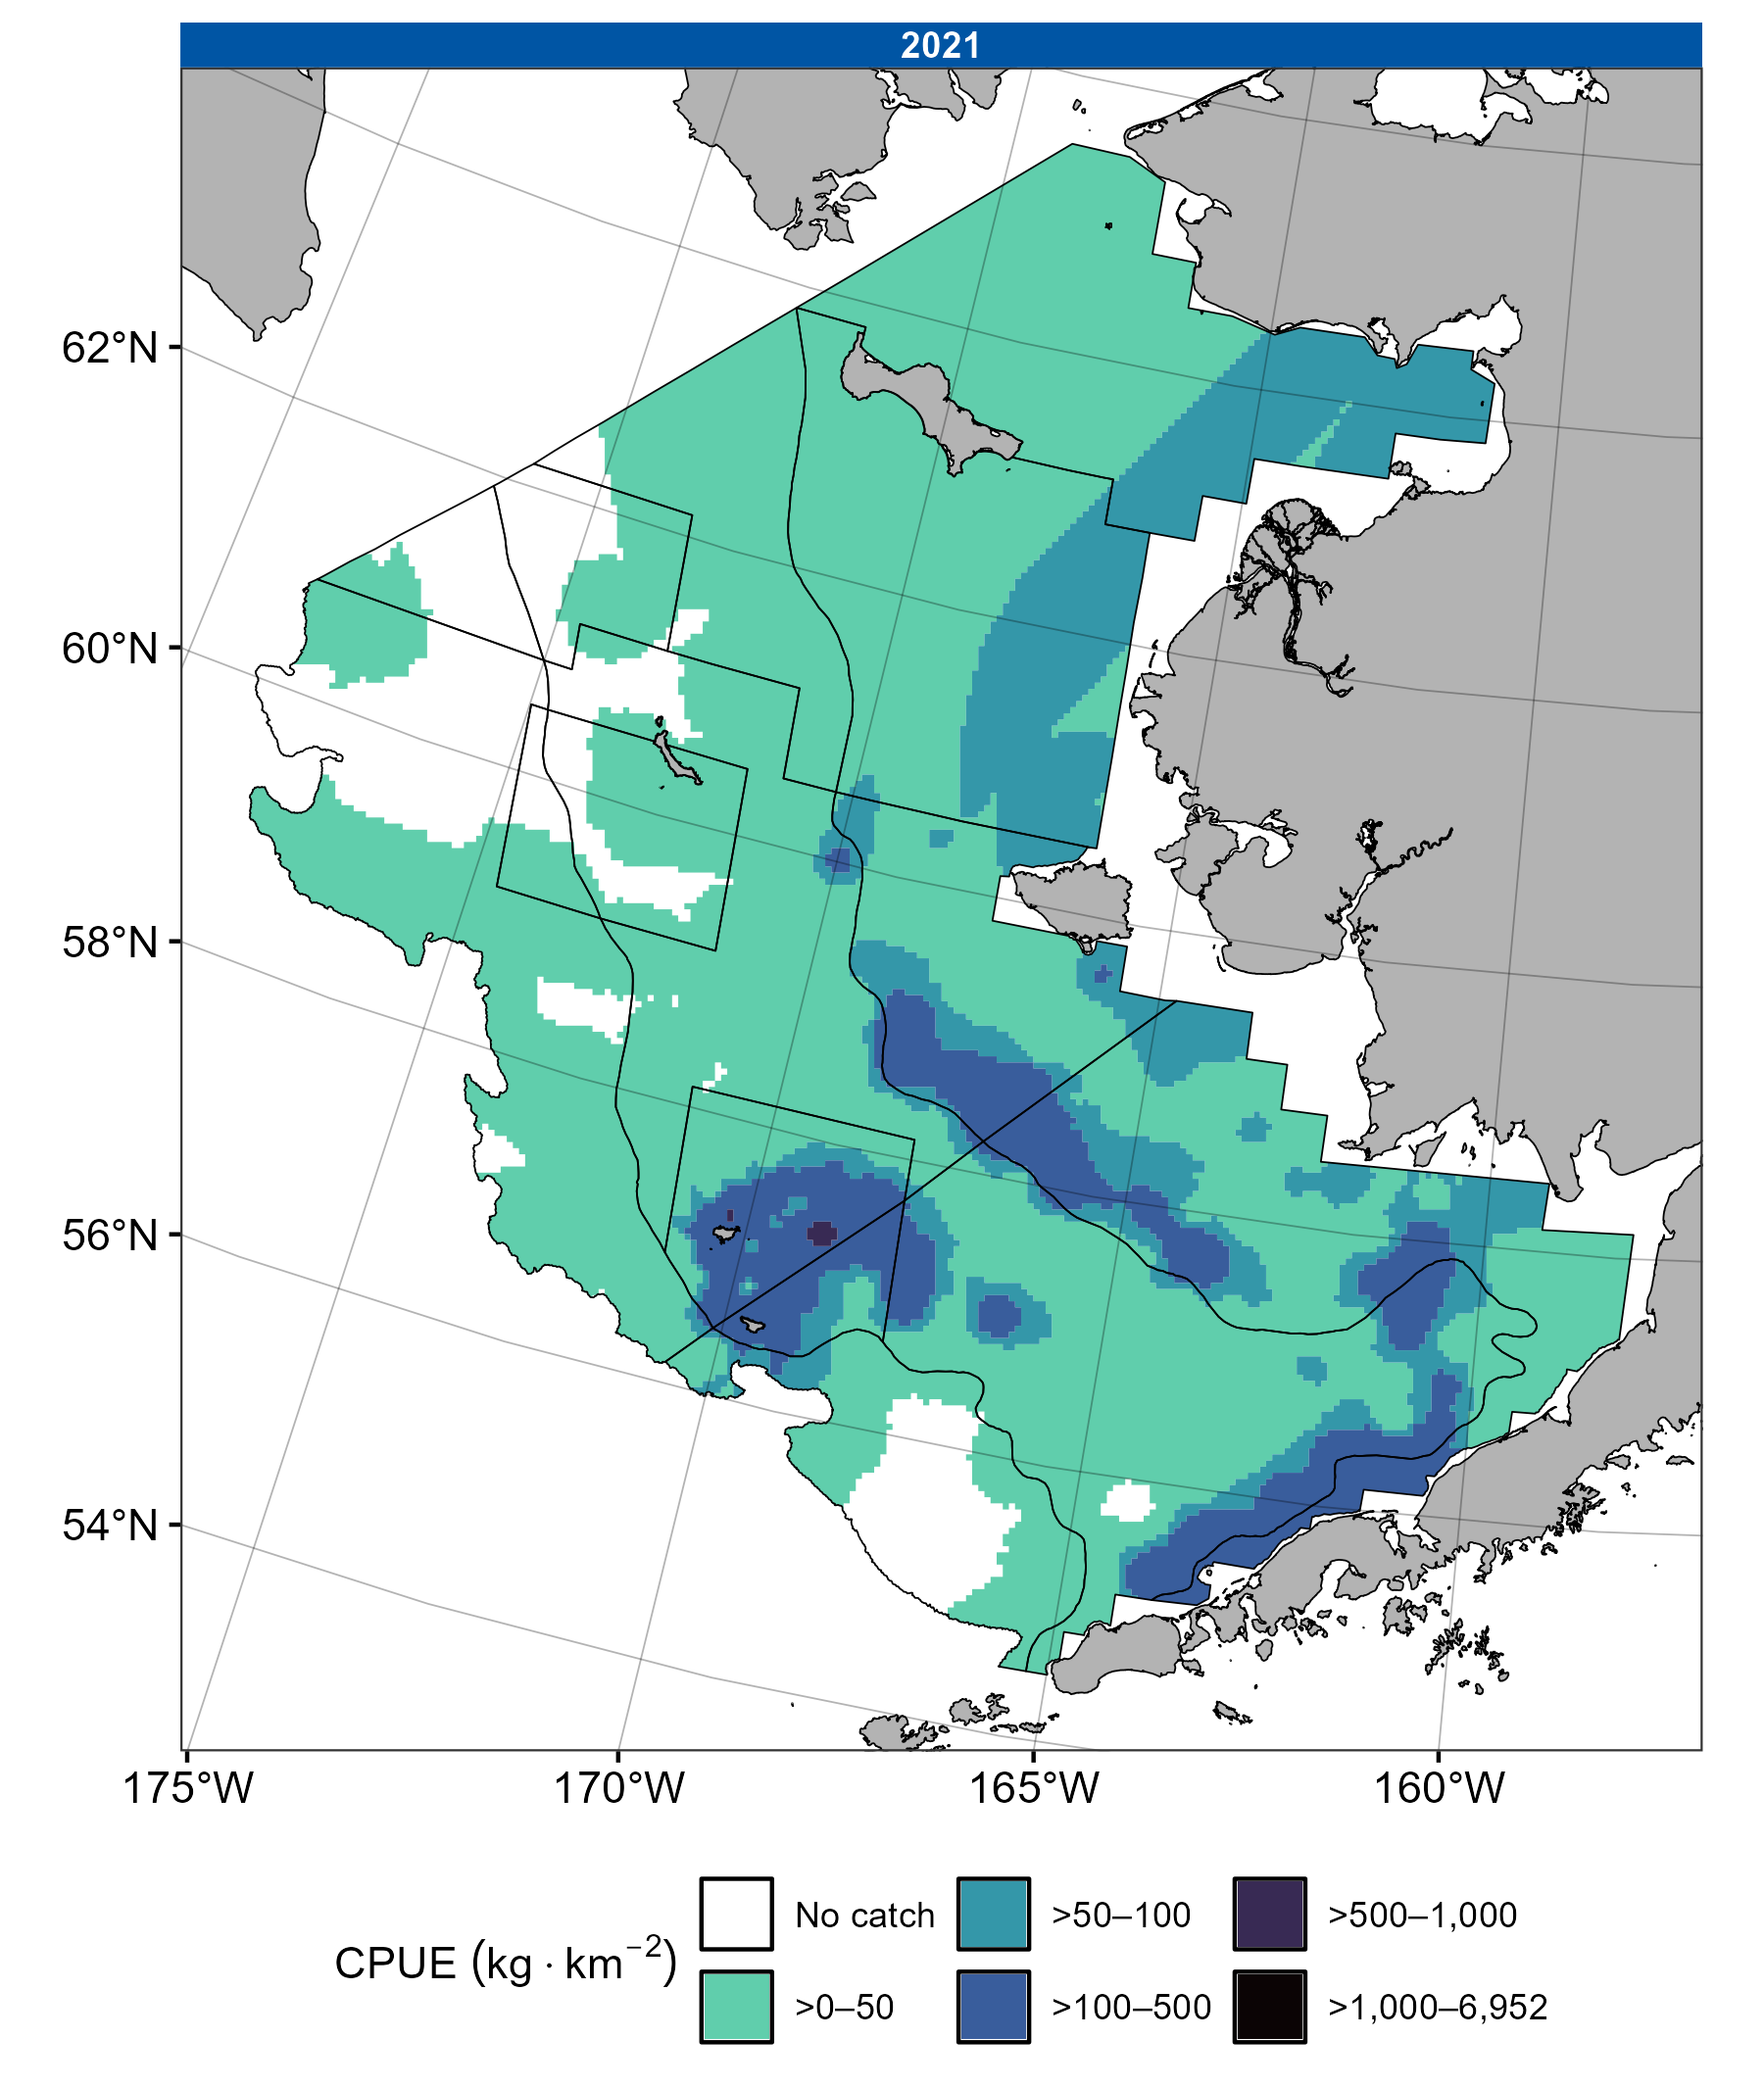 2021
62°N
60°N
58°N
56°N
54°N
175°W 170°W 165°W 160°W
CPUE (kg · km⁻²)
No catch >50–100 >500–1,000
>0–50 >100–500 >1,000–6,952